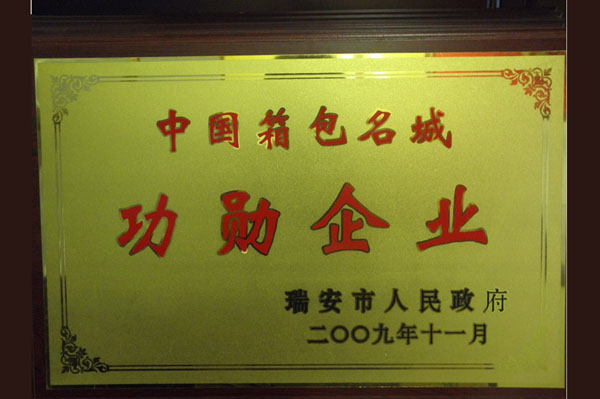 中国箱包名城
功勋企业
瑞安市人民政府
二〇〇九年十一月